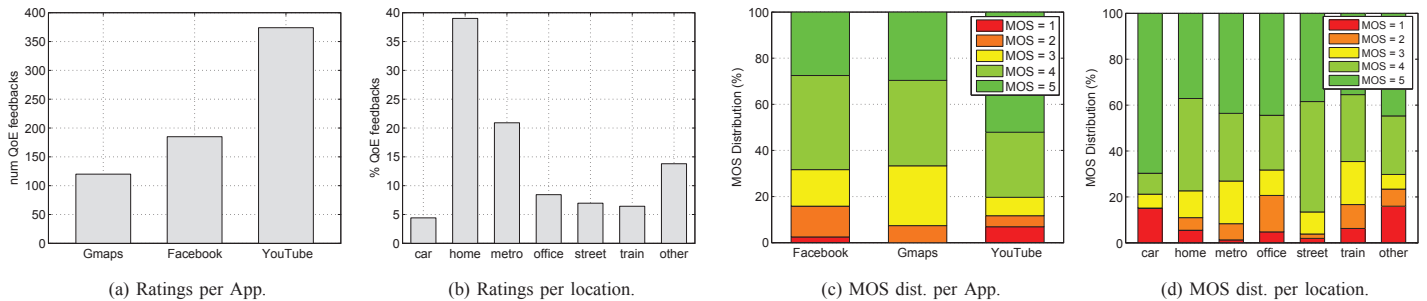 400
350
300
250
200
150
100
50
0
num QoE feedbacks
Gmaps Facebook YouTube
(a) Ratings per App.
40
35
30
25
20
15
10
5
0
% QoE feedbacks
car home metro office street train other
(b) Ratings per location.
100
80
60
40
20
0
MOS Distribution (%)
MOS = 1
MOS = 2
MOS = 3
MOS = 4
MOS = 5
Facebook Gmaps YouTube
(c) MOS dist. per App.
100
80
60
40
20
0
MOS Distribution (%)
MOS = 1
MOS = 2
MOS = 3
MOS = 4
MOS = 5
car home metro office street train other
(d) MOS dist. per location.